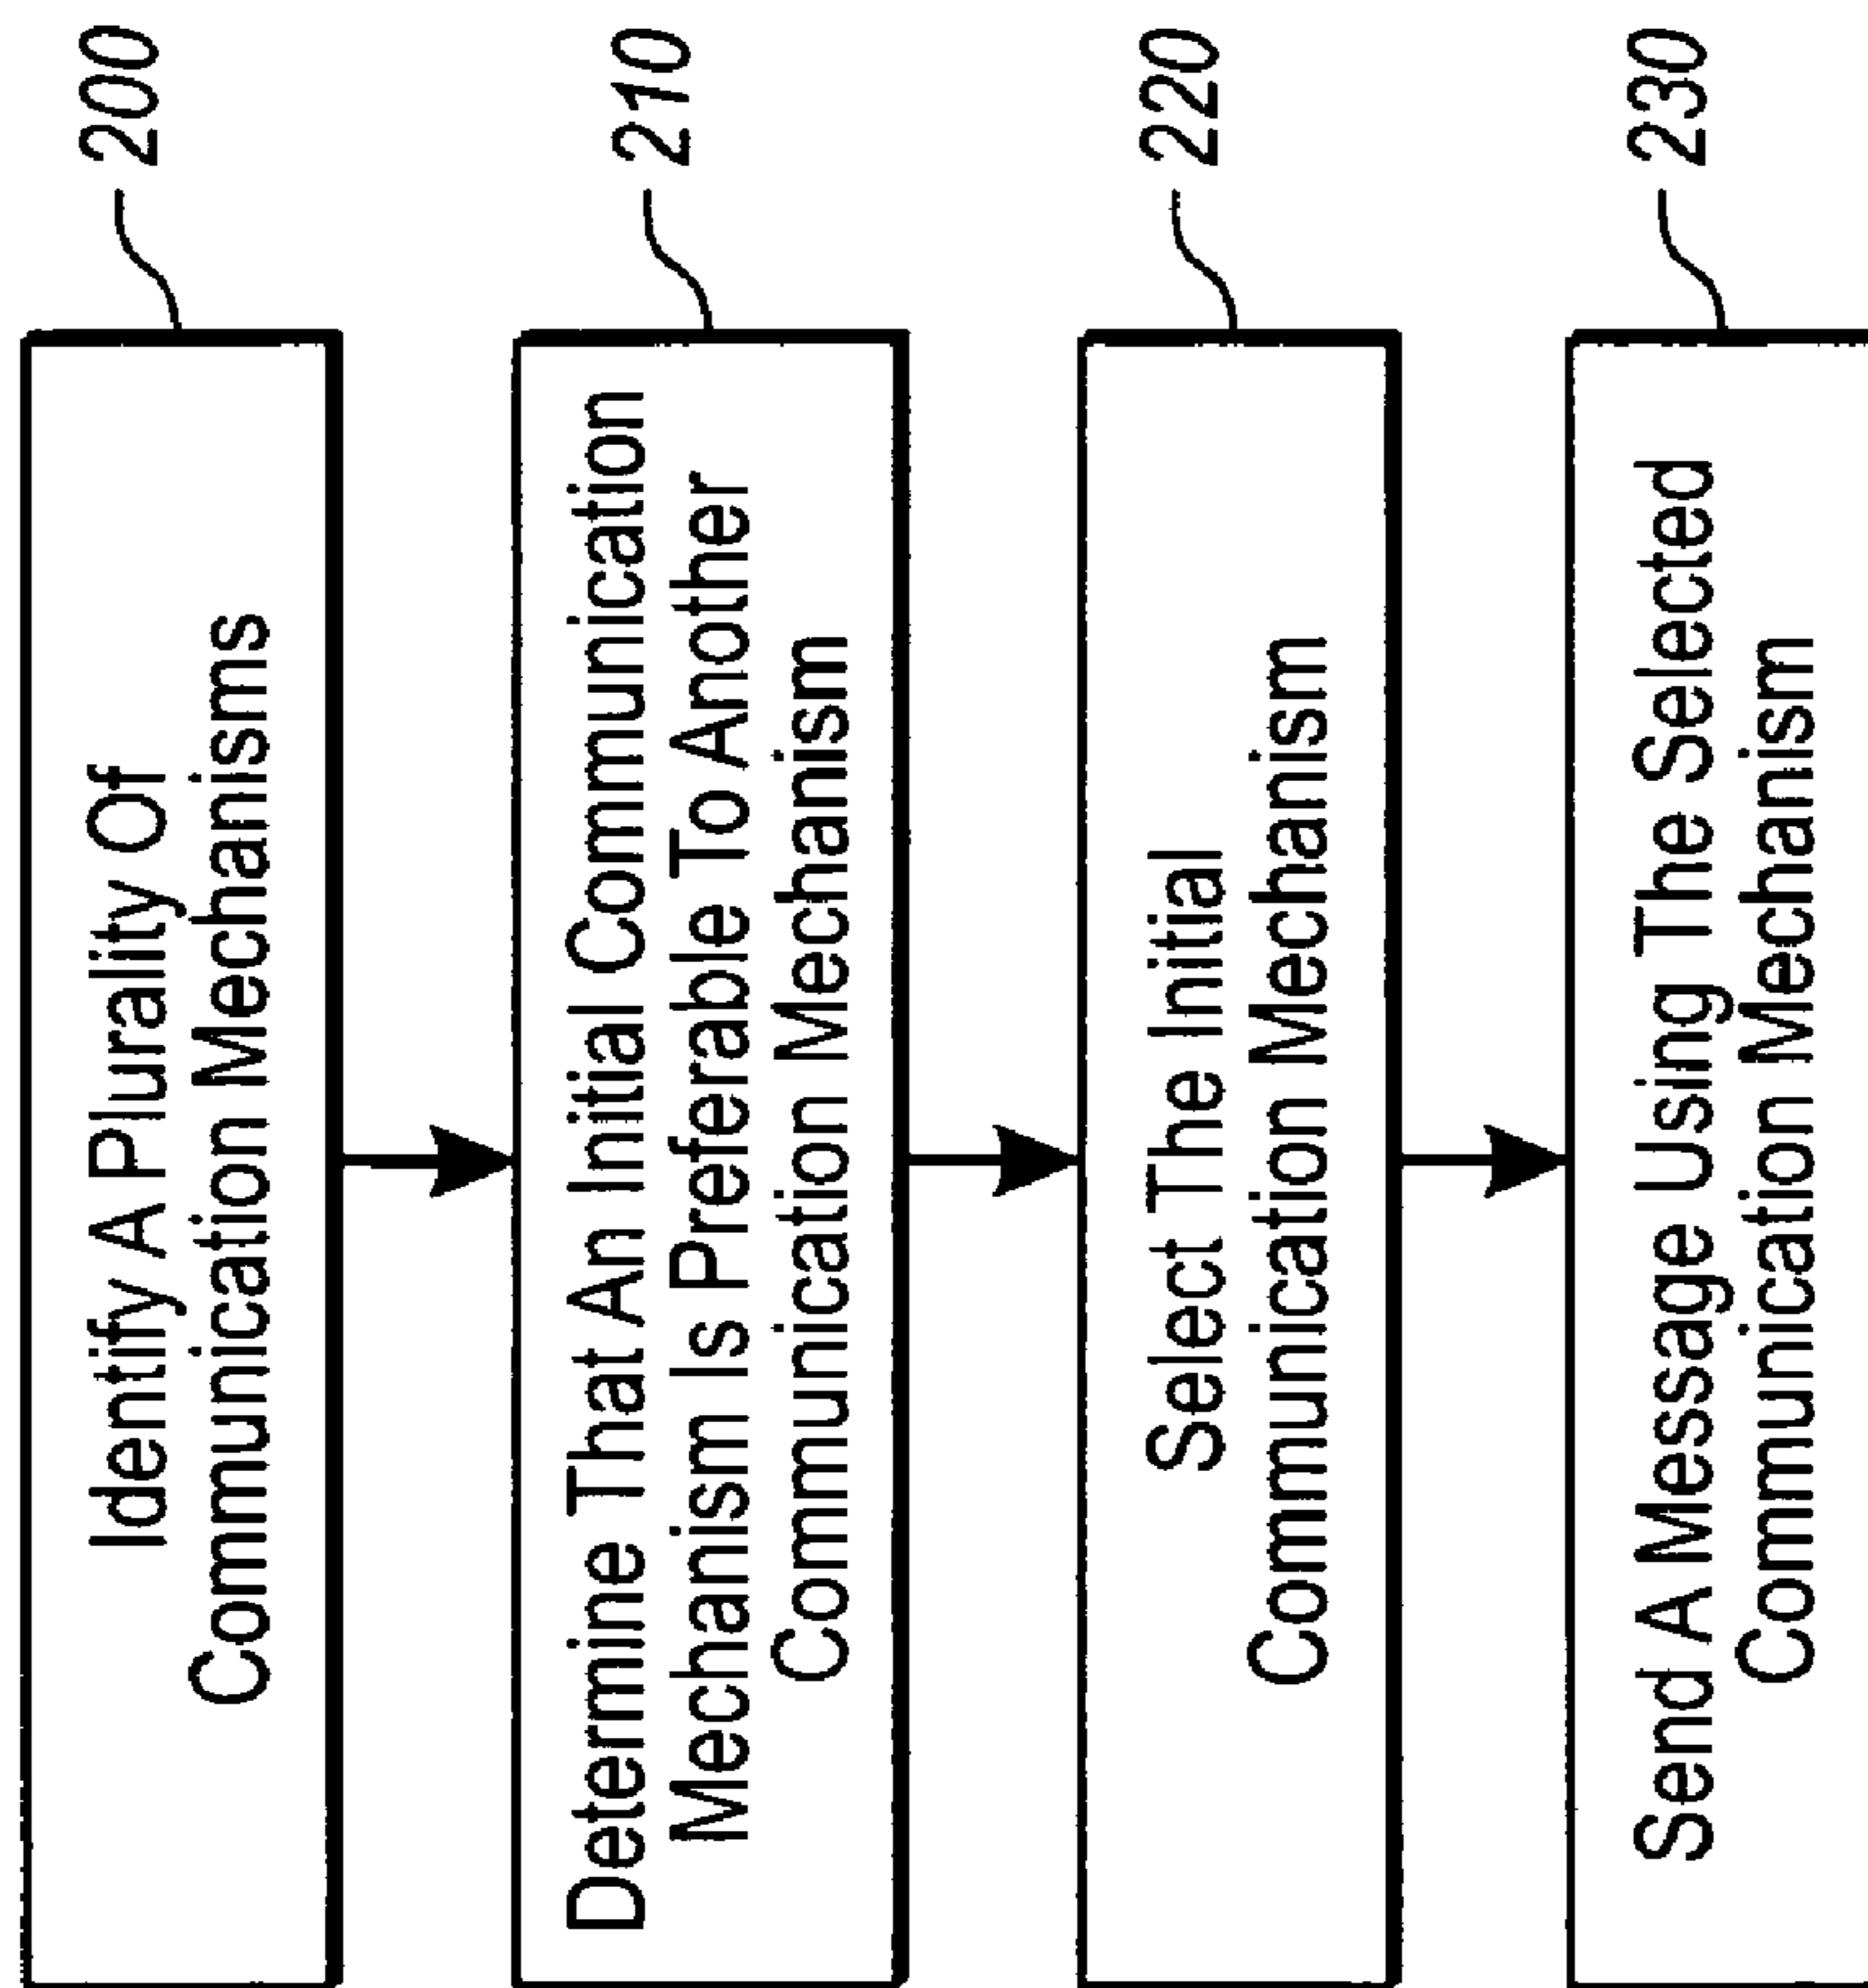 Identify A Plurality Of
Communication Mechanisms
200
Determine That An Initial Communication
Mechanism Is Preferable To Another
Communication Mechanism
210
Select The Initial
Communication Mechanism
220
Send A Message Using The Selected
Communication Mechanism
230